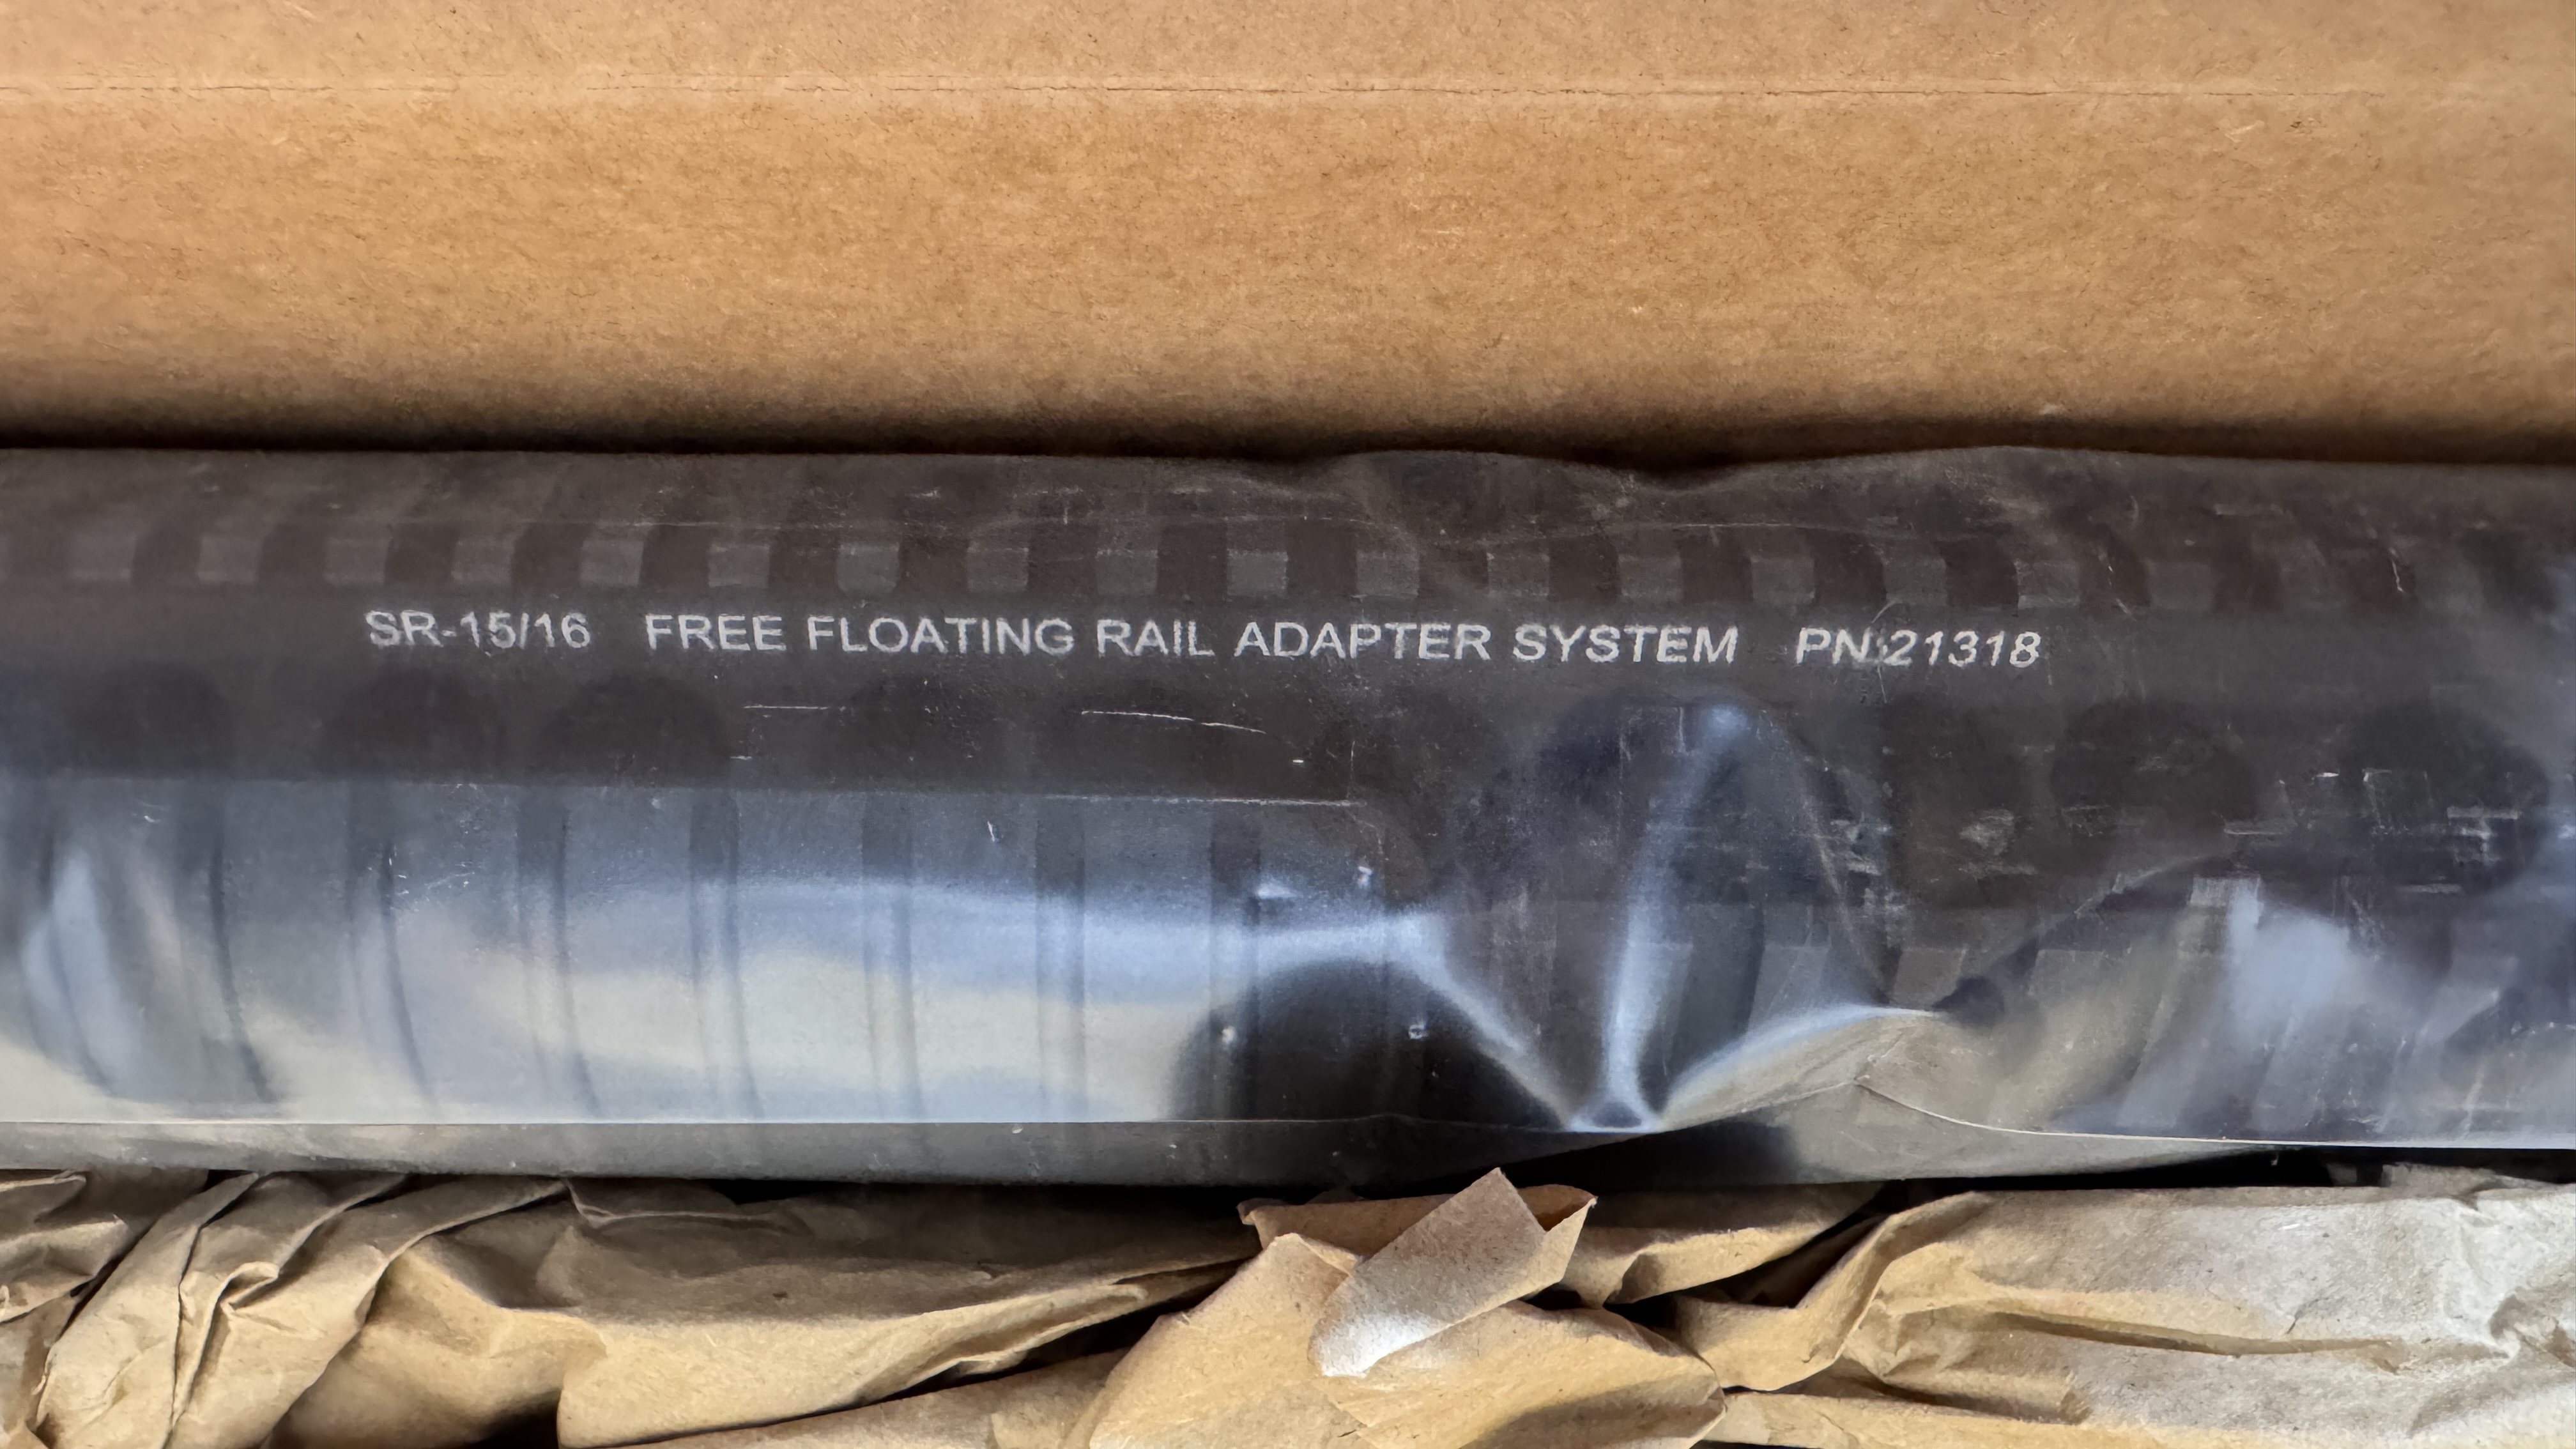 SR-15/16 FREE FLOATING RAIL ADAPTER SYSTEM PN:21318